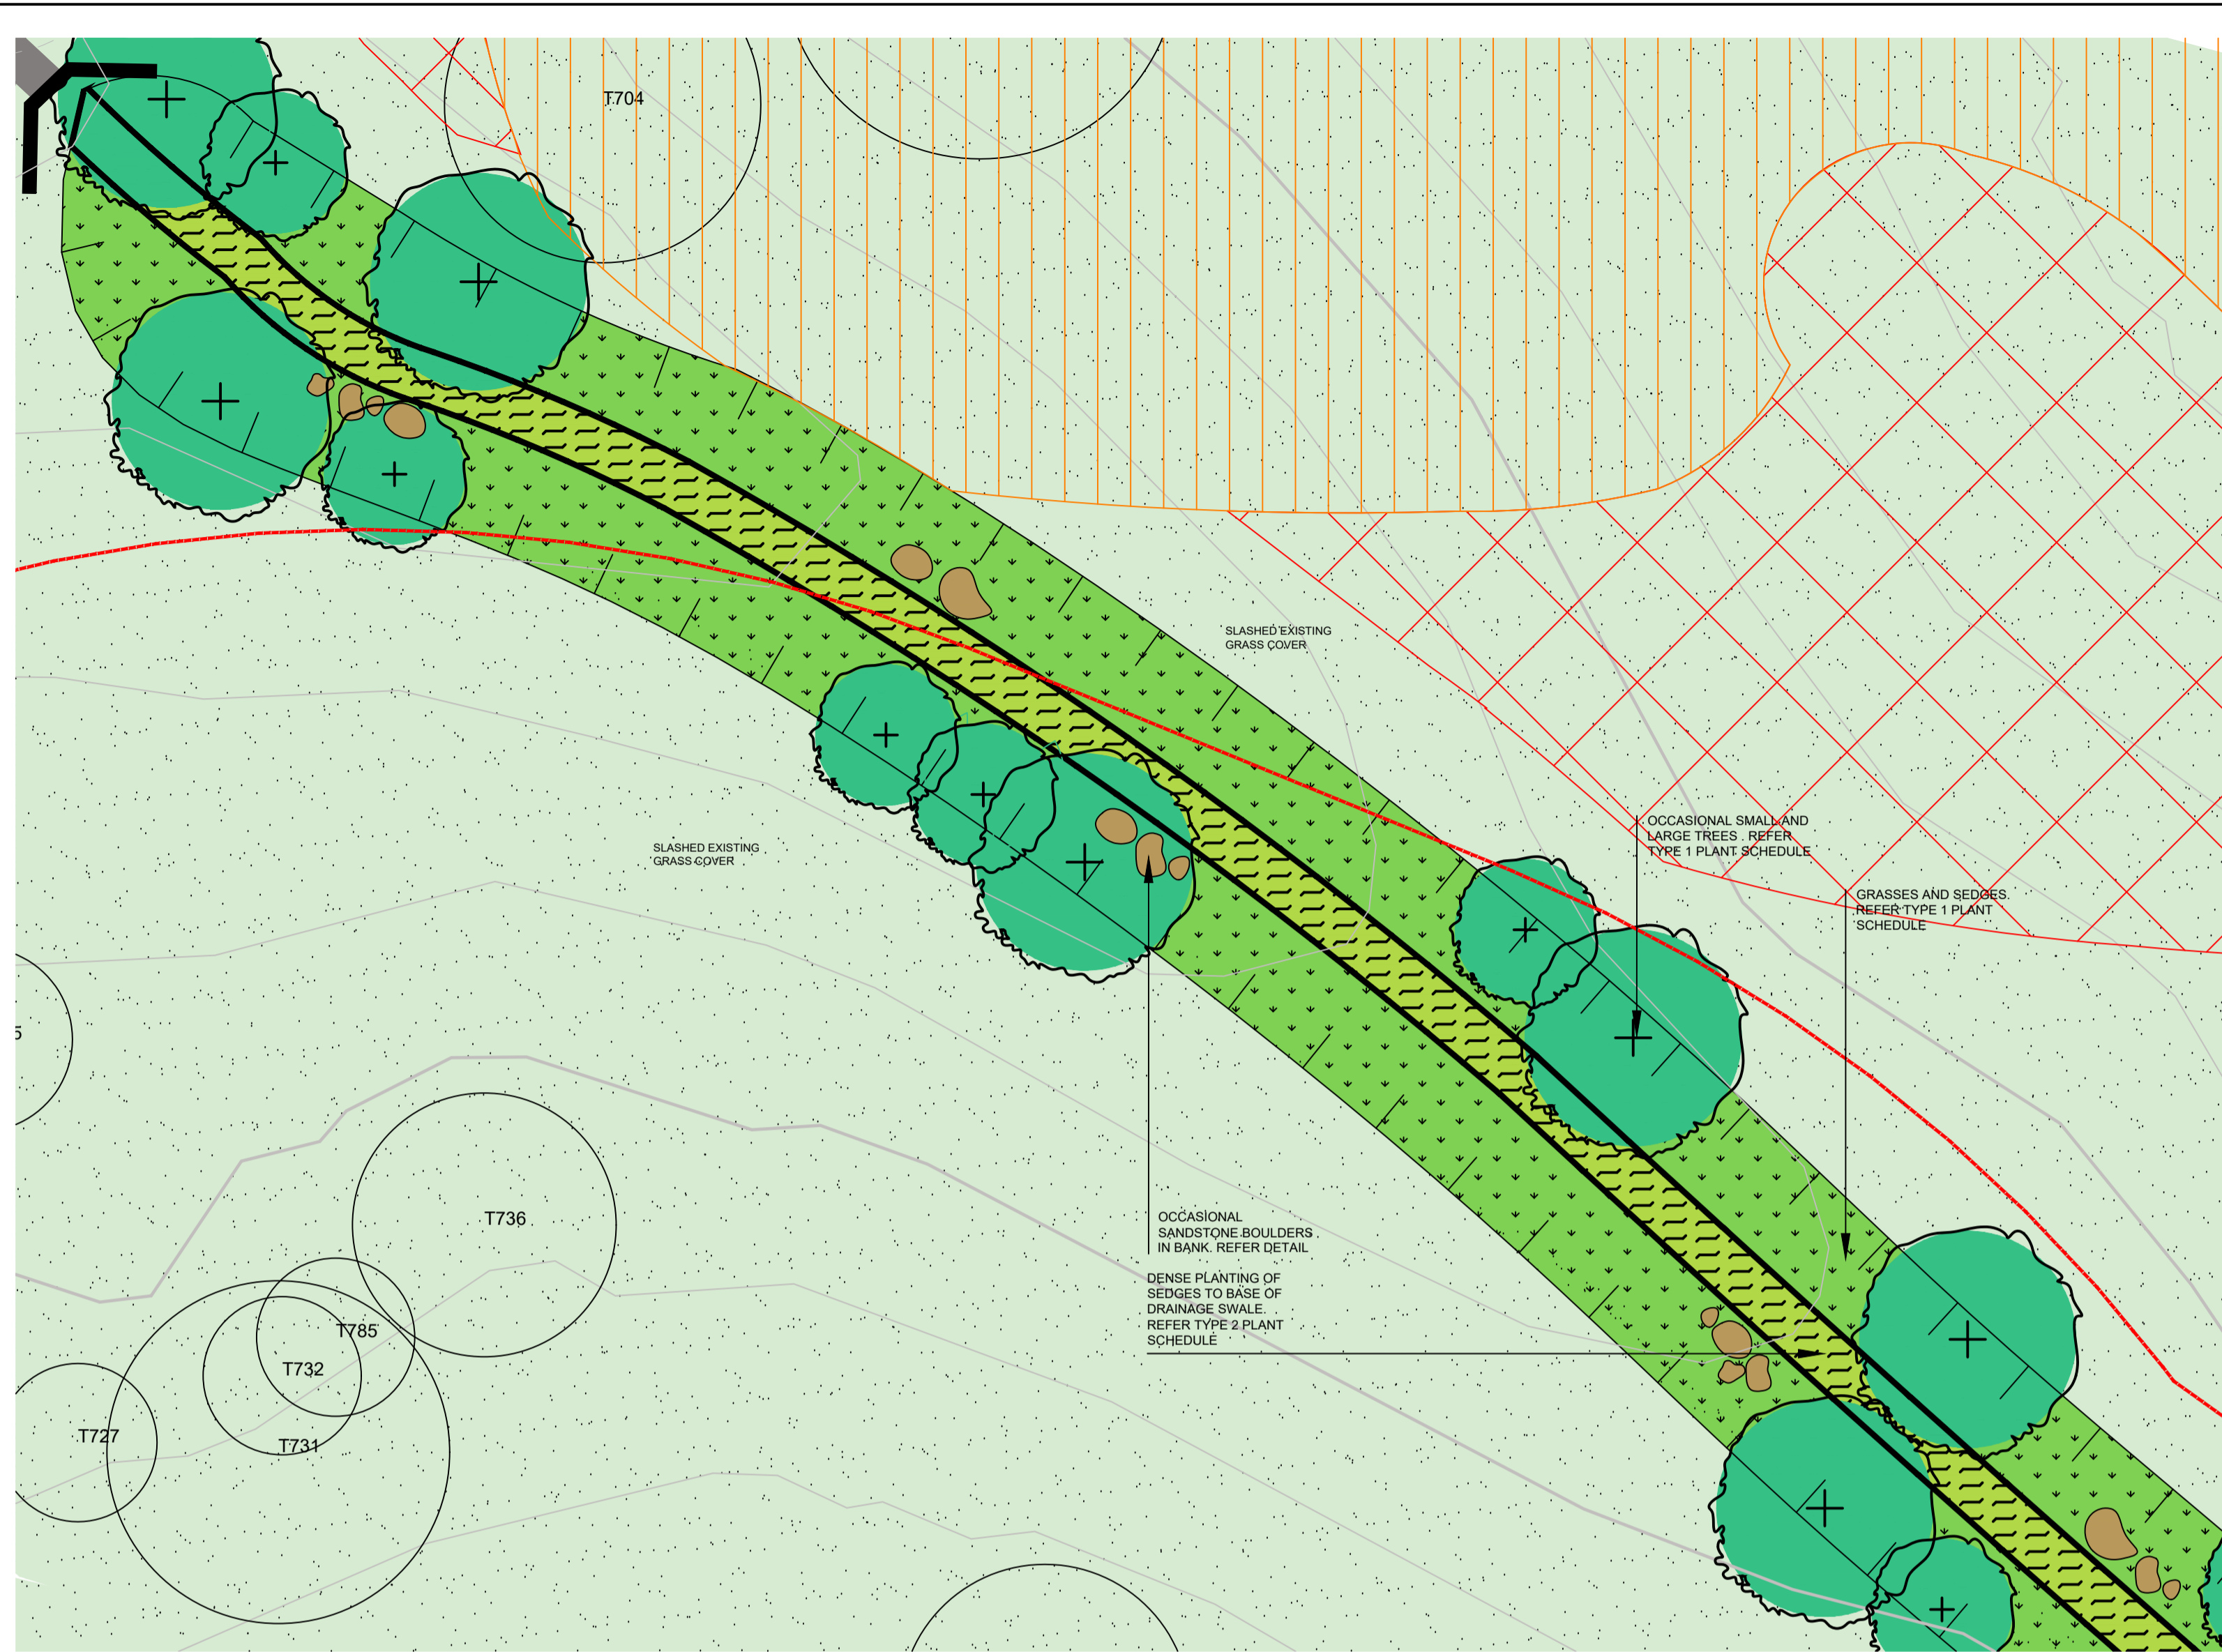 T704
SLASHED EXISTING
GRASS COVER
OCCASIONAL SMALL AND
LARGE TREES . REFER
TYPE 1 PLANT SCHEDULE
SLASHED EXISTING
GRASS COVER
GRASSES AND SEDGES.
REFER TYPE 1 PLANT
SCHEDULE
5
OCCASIONAL
SANDSTONE BOULDERS
IN BANK. REFER DETAIL
T736
DENSE PLANTING OF
SEDGES TO BASE OF
DRAINAGE SWALE.
REFER TYPE 2 PLANT
SCHEDULE
T785
T732
T727
T731